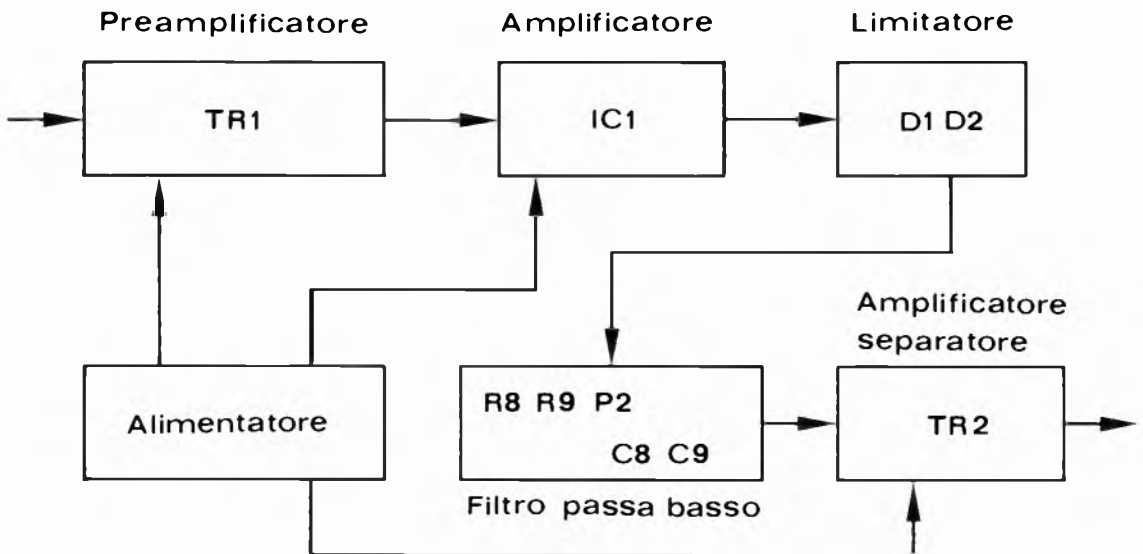 Preamplificatore
Amplificatore
Limitatore
TR1
IC1
D1 D2
Amplificatore
separatore
Alimentatore
R8 R9 P2
C8 C9
TR2
Filtro passa basso